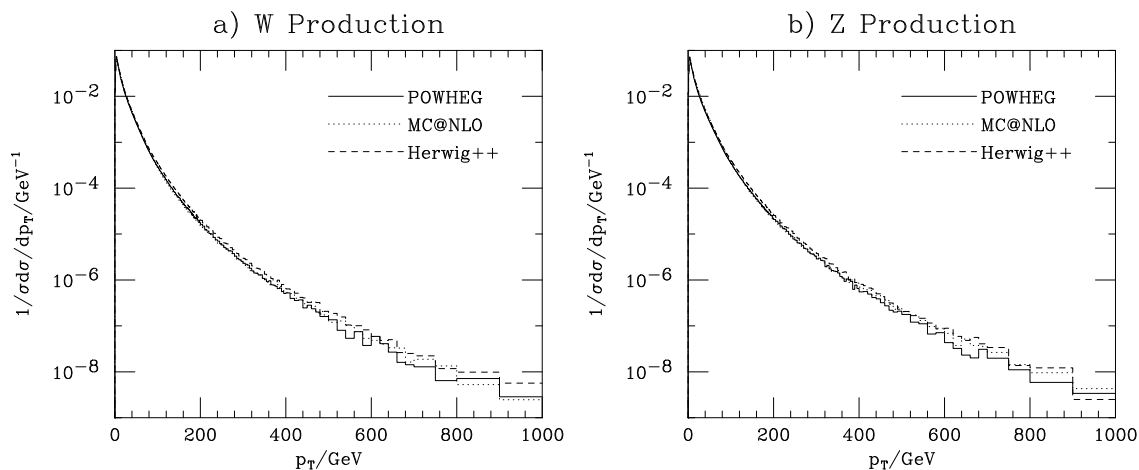 a) W Production
1/σdσ/dp_T/GeV^-1
10^-2
10^-4
10^-6
10^-8
POWHEG
MC@NLO
Herwig++
0 200 400 600 800 1000
p_T/GeV
b) Z Production
1/σdσ/dp_T/GeV^-1
10^-2
10^-4
10^-6
10^-8
POWHEG
MC@NLO
Herwig++
0 200 400 600 800 1000
p_T/GeV